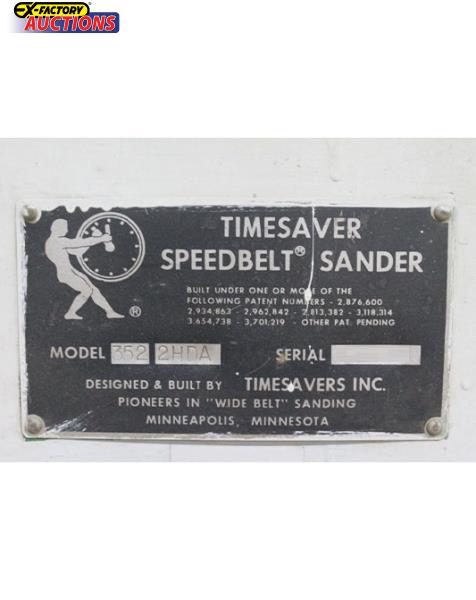 EX-FACTORY
AUCTIONS
TIMESAVER
SPEEDBELT® SANDER
BUILT UNDER ONE OR MORE OF THE
FOLLOWING PATENT NUMBERS - 2,876,600
2,934,863 - 2,962,842 - 2,813,382 - 3,118,314
3,654,738 - 3,701,219 - OTHER PAT. PENDING
®
MODEL 352 2HDA SERIAL
DESIGNED & BUILT BY TIMESAVERS INC.
PIONEERS IN "WIDE BELT" SANDING
MINNEAPOLIS, MINNESOTA